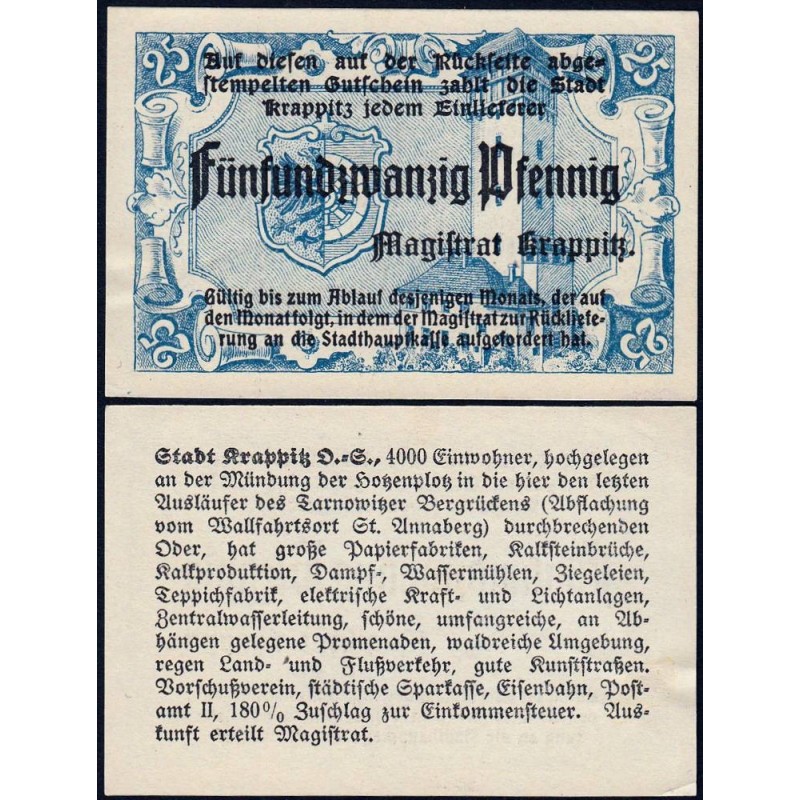 25 25
Auf diesen auf der Rückseite abge-
stempelten Gutschein zahlt die Stadt
Krappitz jedem Einlieferer
Fünfundzwanzig Pfennig
Magistrat Krappitz.
Gültig bis zum Ablauf desjenigen Monats, der auf
den Monat folgt, in dem der Magistrat zur Rückliefe-
rung an die Stadthauptkasse aufgefordert hat.
25 25
Stadt Krappitz O.-S., 4000 Einwohner, hochgelegen
an der Mündung der Hotzenplotz in die hier den letzten
Ausläufer des Tarnowitzer Bergrückens (Abflachung
vom Wallfahrtsort St. Annaberg) durchbrechenden
Oder, hat große Papierfabriken, Kalksteinbrüche,
Kalkproduktion, Dampf-, Wassermühlen, Ziegeleien,
Teppichfabrik, elektrische Kraft- und Lichtanlagen,
Zentralwasserleitung, schöne, umfangreiche, an Ab-
hängen gelegene Promenaden, waldreiche Umgebung,
regen Land- und Flußverkehr, gute Kunststraßen.
Vorschußverein, städtische Sparkasse, Eisenbahn, Post-
amt II, 180% Zuschlag zur Einkommensteuer. Aus-
kunft erteilt Magistrat.